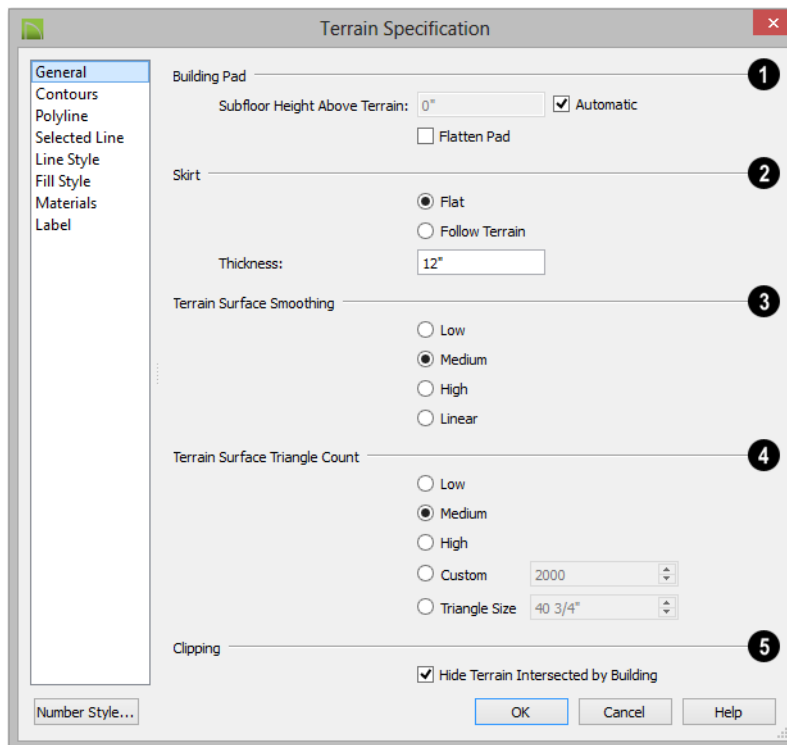 Terrain Specification
General
Contours
Polyline
Selected Line
Line Style
Fill Style
Materials
Label
Building Pad
1
Subfloor Height Above Terrain: 0" Automatic
Flatten Pad
Skirt
2
Flat
Follow Terrain
Thickness: 12"
Terrain Surface Smoothing
3
Low
Medium
High
Linear
Terrain Surface Triangle Count
4
Low
Medium
High
Custom 2000
Triangle Size 40 3/4"
Clipping
5
Hide Terrain Intersected by Building
Number Style... OK Cancel Help